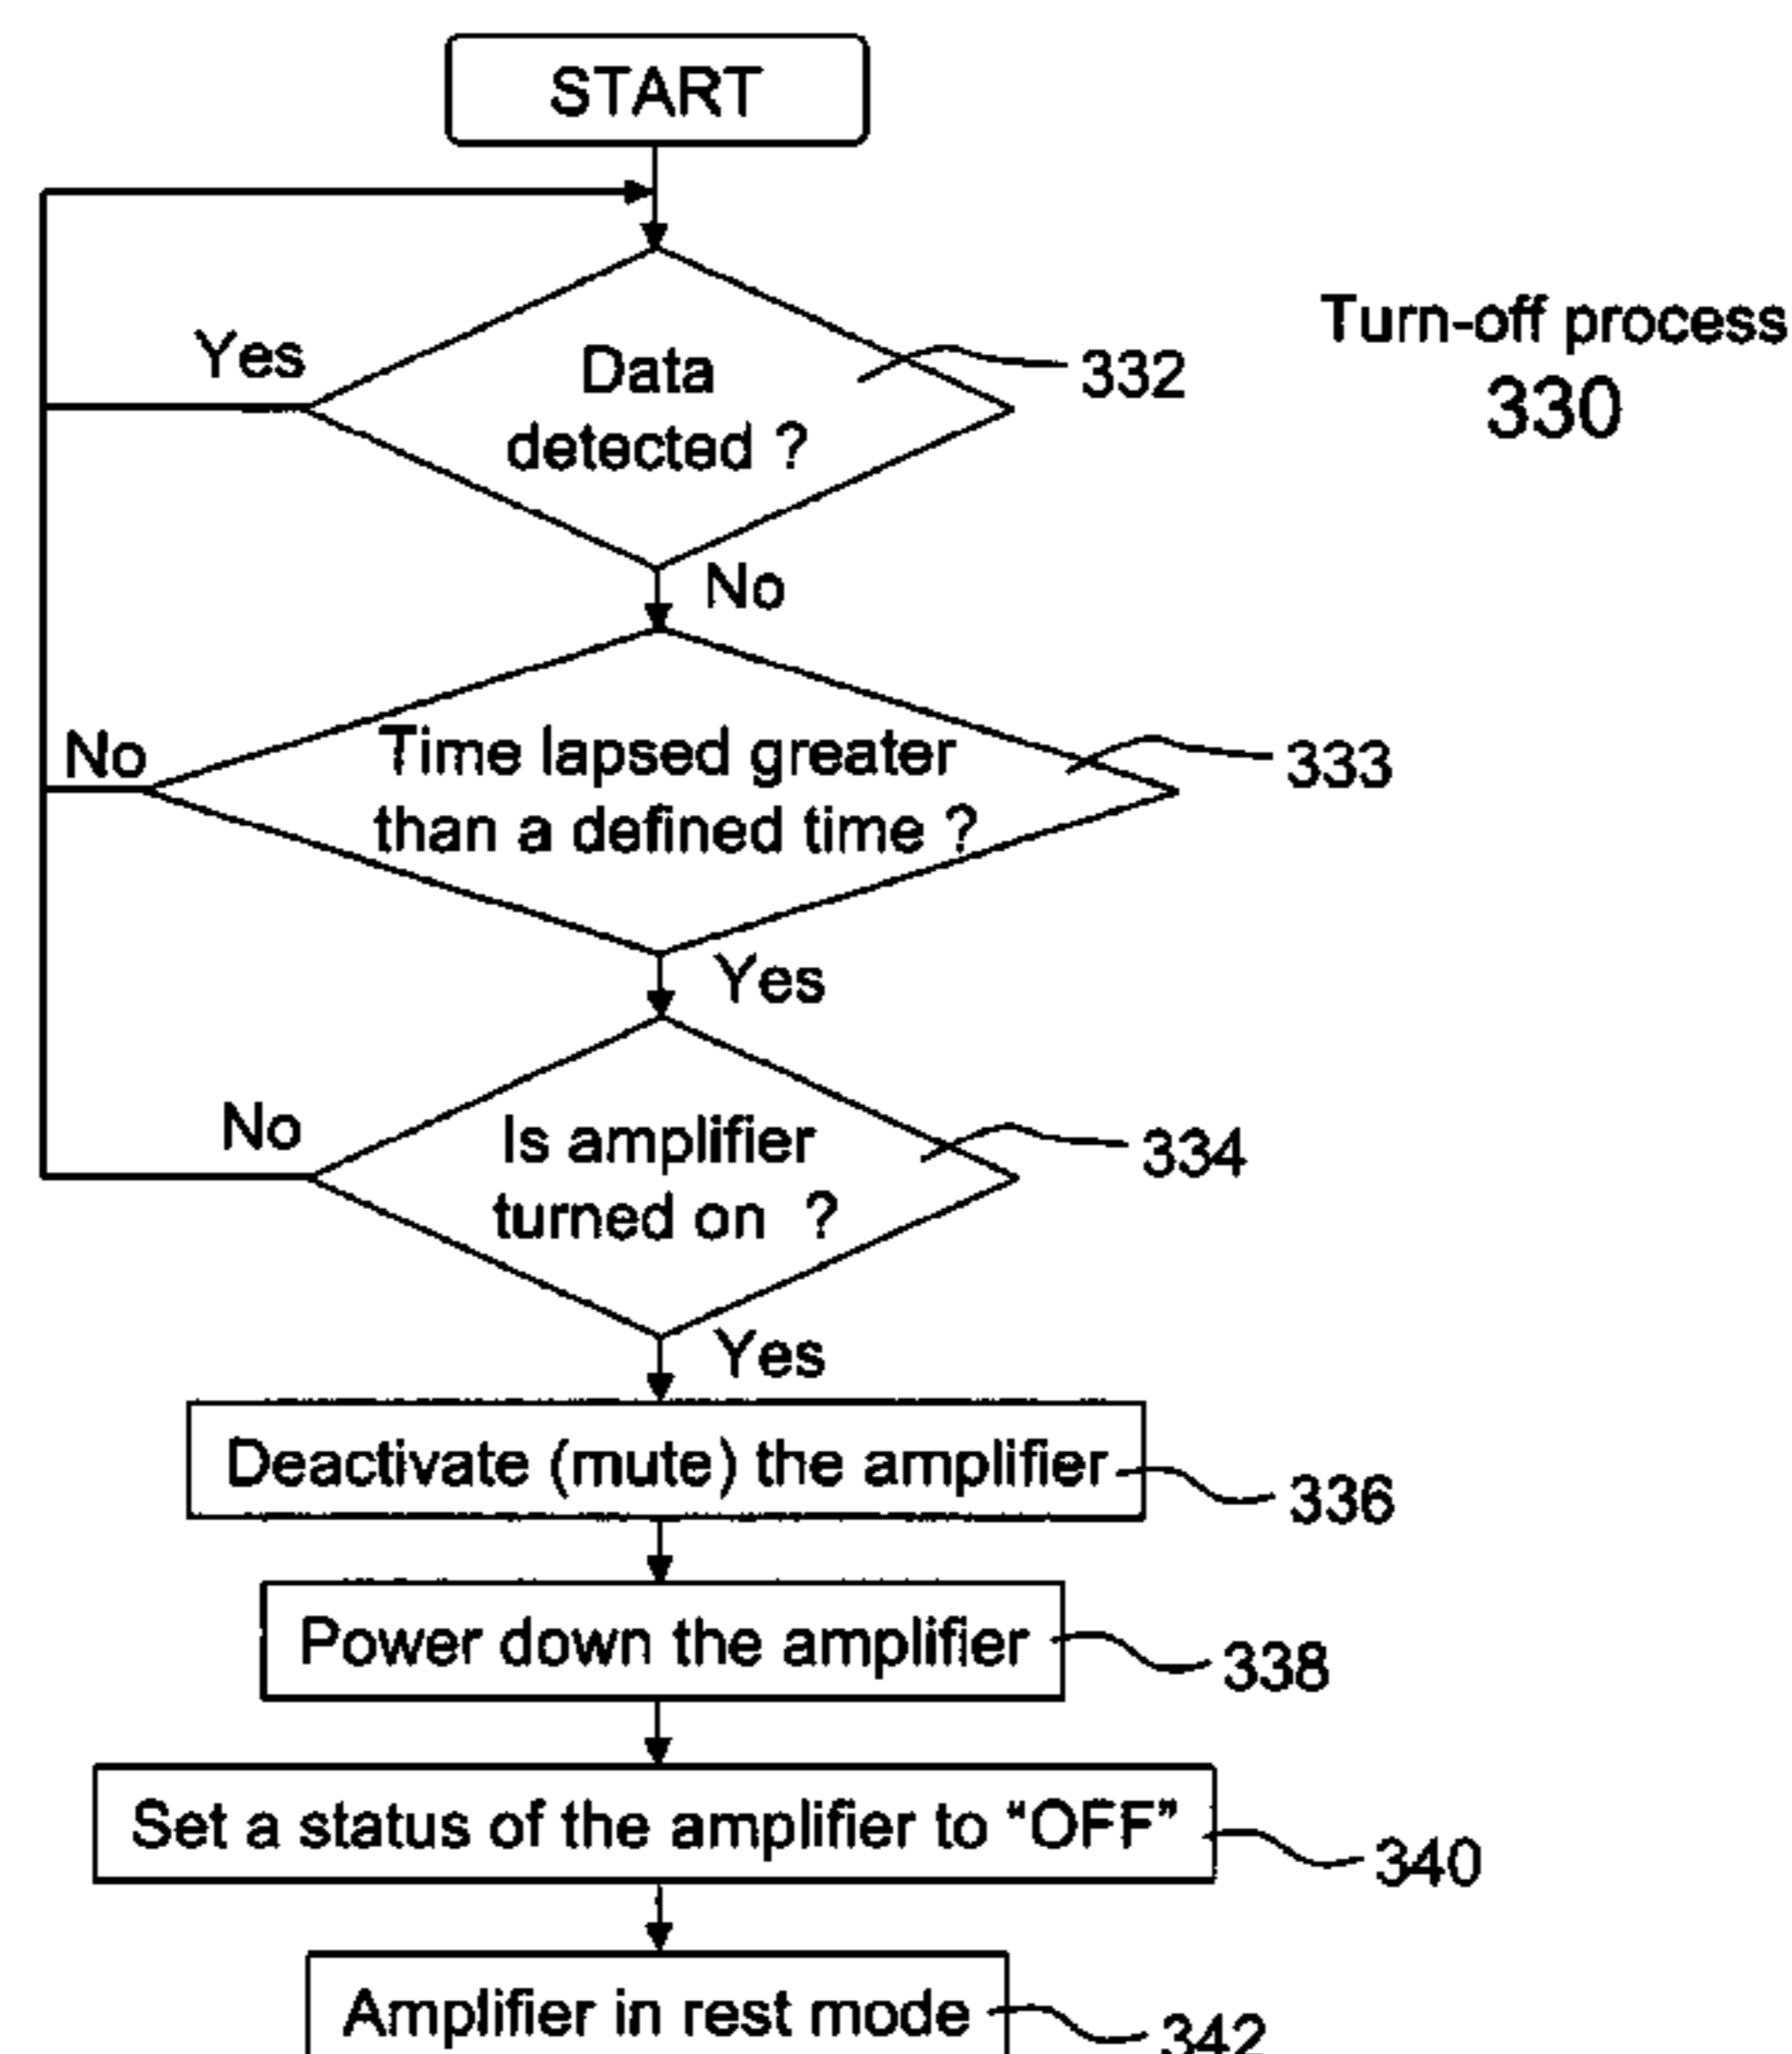 START
Turn-off process
330
Yes
Data
detected ?
332
No
No
Time lapsed greater
than a defined time ?
333
Yes
No
Is amplifier
turned on ?
334
Yes
Deactivate (mute) the amplifier
336
Power down the amplifier
338
Set a status of the amplifier to “OFF”
340
Amplifier in rest mode
342